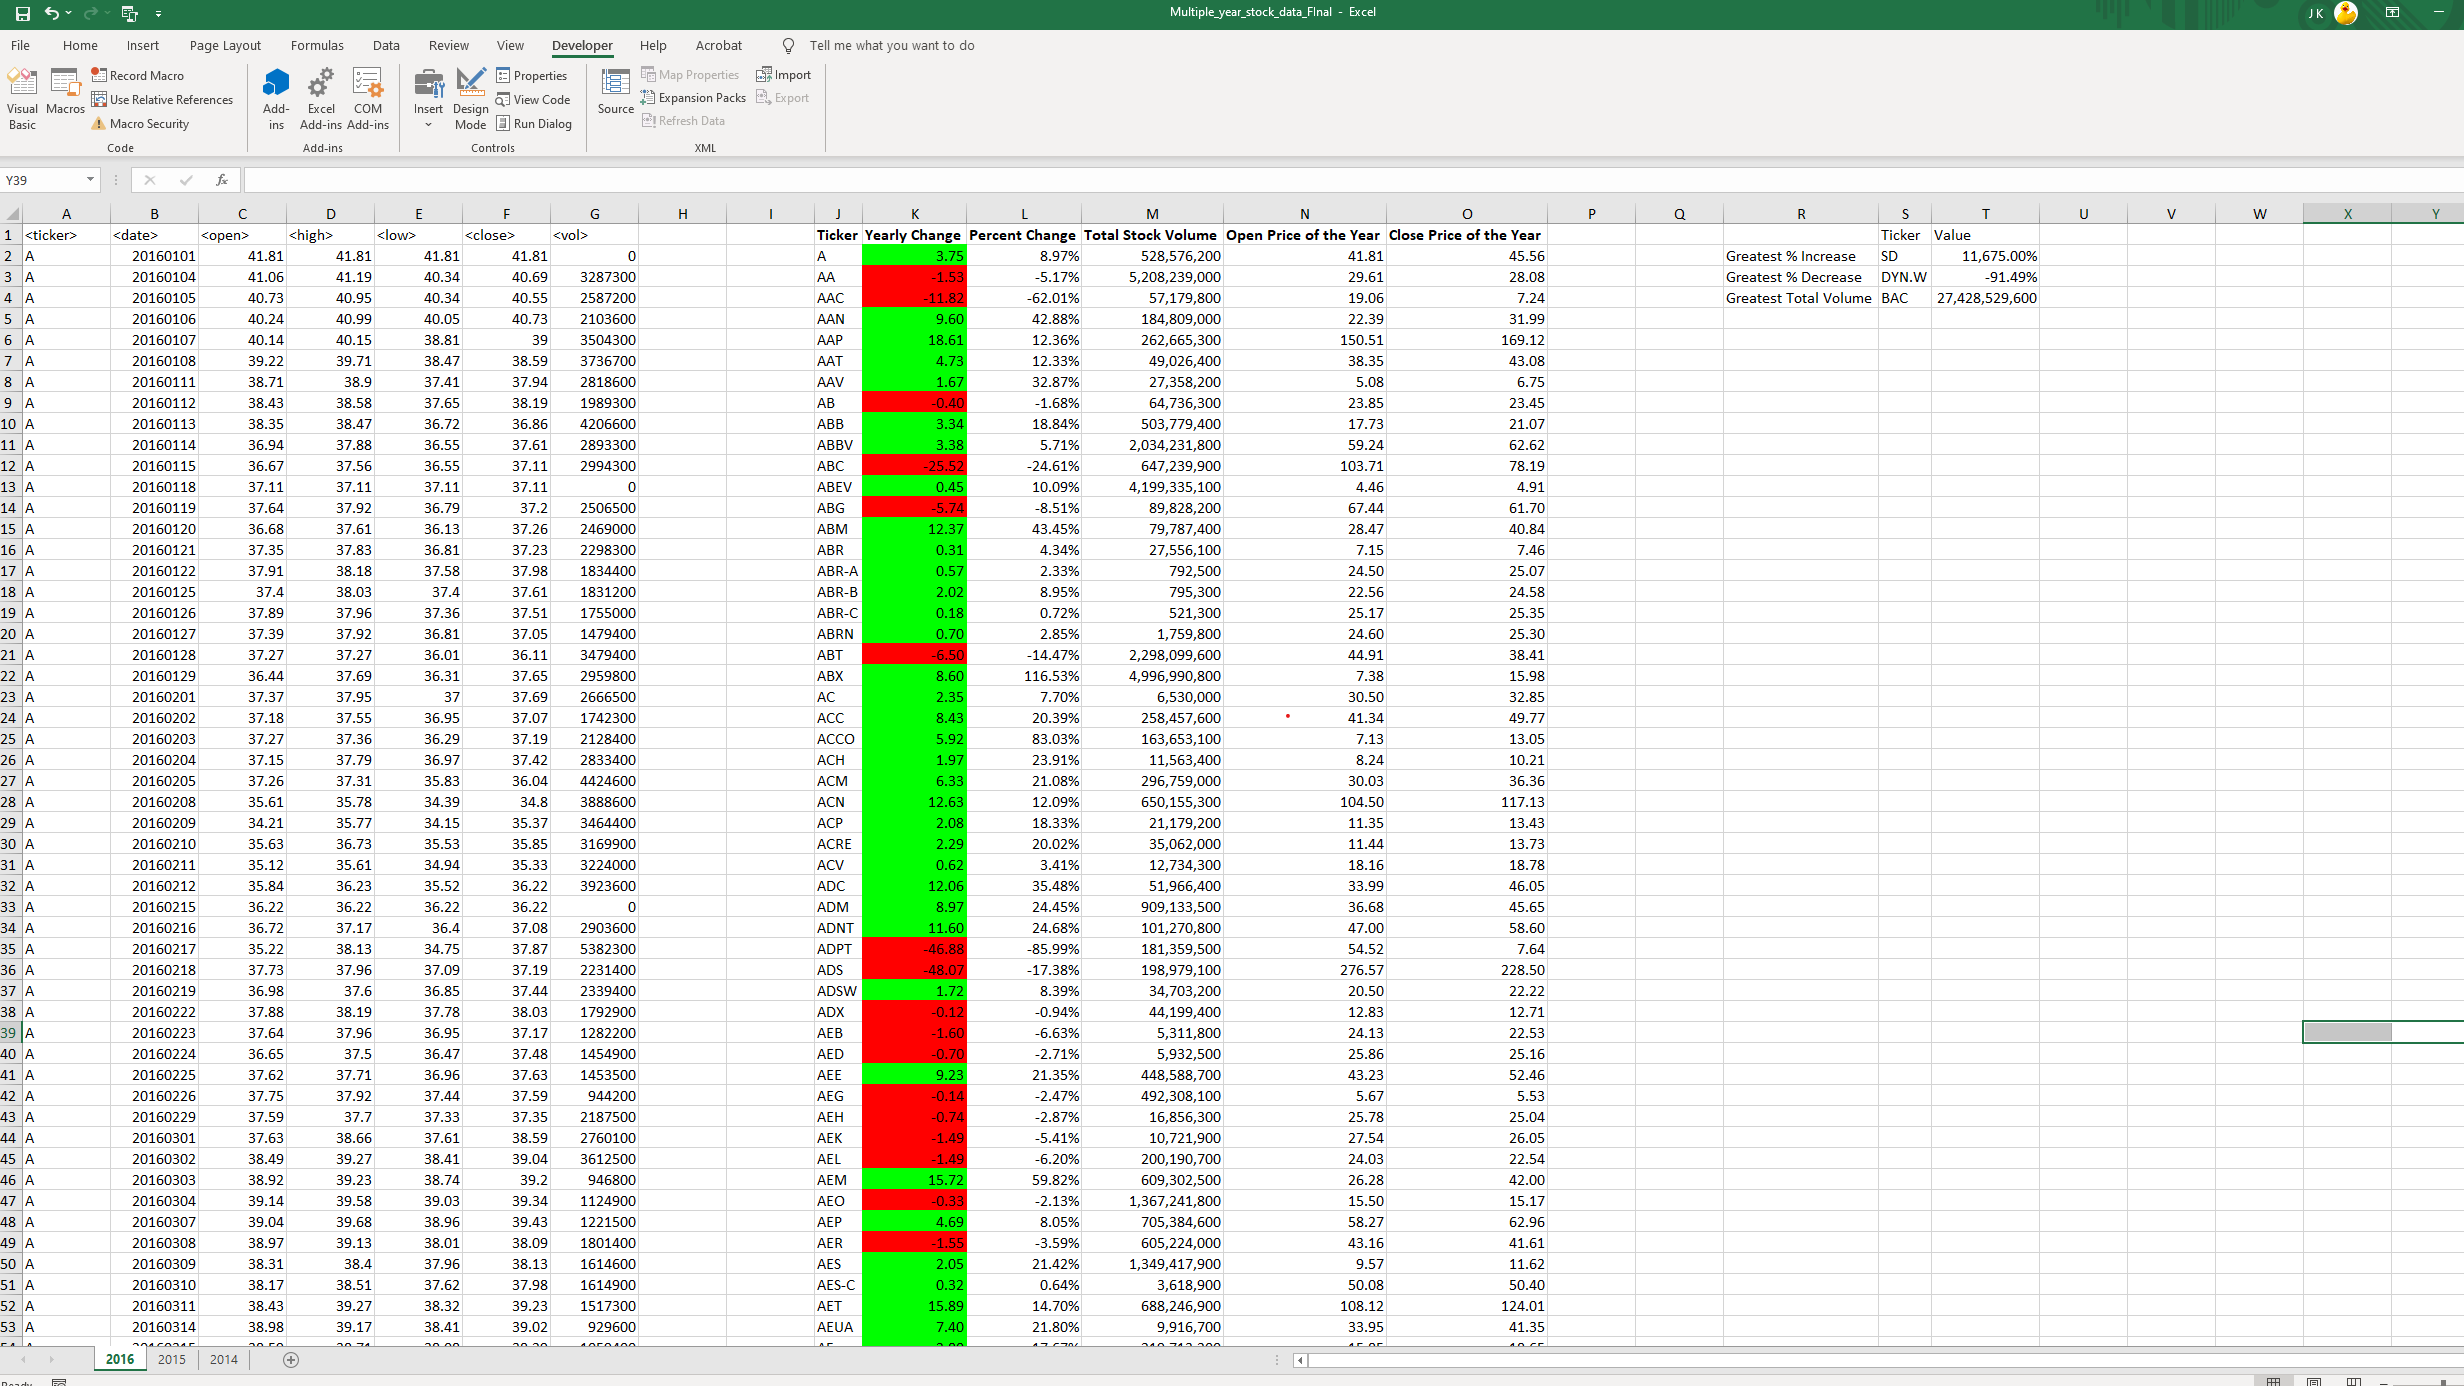 Multiple_year_stock_data_FInal - Excel
J K
File Home Insert Page Layout Formulas Data Review View Developer Help Acrobat Tell me what you want to do
Visual Basic
Macros
Record Macro
Use Relative References
Macro Security
Code
Add-ins
Excel Add-ins
COM Add-ins
Add-ins
Insert
Design Mode
Properties
View Code
Run Dialog
Controls
Source
Map Properties
Expansion Packs
Refresh Data
Import
Export
XML
Y39
fx
A B C D E F G H I J K L M N O P Q R S T U V W X Y
1 <ticker> <date> <open> <high> <low> <close> <vol> Ticker Yearly Change Percent Change Total Stock Volume Open Price of the Year Close Price of the Year Ticker Value
2 A 20160101 41.81 41.81 41.81 41.81 0 A 3.75 8.97% 528,576,200 41.81 45.56 Greatest % Increase SD 11,675.00%
3 A 20160104 41.06 41.19 40.34 40.69 3287300 AA -1.53 -5.17% 5,208,239,000 29.61 28.08 Greatest % Decrease DYN.W -91.49%
4 A 20160105 40.73 40.95 40.34 40.55 2587200 AAC -11.82 -62.01% 57,179,800 19.06 7.24 Greatest Total Volume BAC 27,428,529,600
5 A 20160106 40.24 40.99 40.05 40.73 2103600 AAN 9.60 42.88% 184,809,000 22.39 31.99
6 A 20160107 40.14 40.15 38.81 39 3504300 AAP 18.61 12.36% 262,665,300 150.51 169.12
7 A 20160108 39.22 39.71 38.47 38.59 3736700 AAT 4.73 12.33% 49,026,400 38.35 43.08
8 A 20160111 38.71 38.9 37.41 37.94 2818600 AAV 1.67 32.87% 27,358,200 5.08 6.75
9 A 20160112 38.43 38.58 37.65 38.19 1989300 AB -0.40 -1.68% 64,736,300 23.85 23.45
10 A 20160113 38.35 38.47 36.72 36.86 4206600 ABB 3.34 18.84% 503,779,400 17.73 21.07
11 A 20160114 36.94 37.88 36.55 37.61 2893300 ABBV 3.38 5.71% 2,034,231,800 59.24 62.62
12 A 20160115 36.67 37.56 36.55 37.11 2994300 ABC -25.52 -24.61% 647,239,900 103.71 78.19
13 A 20160118 37.11 37.11 37.11 37.11 0 ABEV 0.45 10.09% 4,199,335,100 4.46 4.91
14 A 20160119 37.64 37.92 36.79 37.2 2506500 ABG -5.74 -8.51% 89,828,200 67.44 61.70
15 A 20160120 36.68 37.61 36.13 37.26 2469000 ABM 12.37 43.45% 79,787,400 28.47 40.84
16 A 20160121 37.35 37.83 36.81 37.23 2298300 ABR 0.31 4.34% 27,556,100 7.15 7.46
17 A 20160122 37.91 38.18 37.58 37.98 1834400 ABR-A 0.57 2.33% 792,500 24.50 25.07
18 A 20160125 37.4 38.03 37.4 37.61 1831200 ABR-B 2.02 8.95% 795,300 22.56 24.58
19 A 20160126 37.89 37.96 37.36 37.51 1755000 ABR-C 0.18 0.72% 521,300 25.17 25.35
20 A 20160127 37.39 37.92 36.81 37.05 1479400 ABRN 0.70 2.85% 1,759,800 24.60 25.30
21 A 20160128 37.27 37.27 36.01 36.11 3479400 ABT -6.50 -14.47% 2,298,099,600 44.91 38.41
22 A 20160129 36.44 37.69 36.31 37.65 2959800 ABX 8.60 116.53% 4,996,990,800 7.38 15.98
23 A 20160201 37.37 37.95 37 37.69 2666500 AC 2.35 7.70% 6,530,000 30.50 32.85
24 A 20160202 37.18 37.55 36.95 37.07 1742300 ACC 8.43 20.39% 258,457,600 41.34 49.77
25 A 20160203 37.27 37.36 36.29 37.19 2128400 ACCO 5.92 83.03% 163,653,100 7.13 13.05
26 A 20160204 37.15 37.79 36.97 37.42 2833400 ACH 1.97 23.91% 11,563,400 8.24 10.21
27 A 20160205 37.26 37.31 35.83 36.04 4424600 ACM 6.33 21.08% 296,759,000 30.03 36.36
28 A 20160208 35.61 35.78 34.39 34.8 3888600 ACN 12.63 12.09% 650,155,300 104.50 117.13
29 A 20160209 34.21 35.77 34.15 35.37 3464400 ACP 2.08 18.33% 21,179,200 11.35 13.43
30 A 20160210 35.63 36.73 35.53 35.85 3169900 ACRE 2.29 20.02% 35,062,000 11.44 13.73
31 A 20160211 35.12 35.61 34.94 35.33 3224000 ACV 0.62 3.41% 12,734,300 18.16 18.78
32 A 20160212 35.84 36.23 35.52 36.22 3923600 ADC 12.06 35.48% 51,966,400 33.99 46.05
33 A 20160215 36.22 36.22 36.22 36.22 0 ADM 8.97 24.45% 909,133,500 36.68 45.65
34 A 20160216 36.72 37.17 36.4 37.08 2903600 ADNT 11.60 24.68% 101,270,800 47.00 58.60
35 A 20160217 35.22 38.13 34.75 37.87 5382300 ADPT -46.88 -85.99% 181,359,500 54.52 7.64
36 A 20160218 37.73 37.96 37.09 37.19 2231400 ADS -48.07 -17.38% 198,979,100 276.57 228.50
37 A 20160219 36.98 37.6 36.85 37.44 2339400 ADSW 1.72 8.39% 34,703,200 20.50 22.22
38 A 20160222 37.88 38.19 37.78 38.03 1792900 ADX -0.12 -0.94% 44,199,400 12.83 12.71
39 A 20160223 37.64 37.96 36.95 37.17 1282200 AEB -1.60 -6.63% 5,311,800 24.13 22.53
40 A 20160224 36.65 37.5 36.47 37.48 1454900 AED -0.70 -2.71% 5,932,500 25.86 25.16
41 A 20160225 37.62 37.71 36.96 37.63 1453500 AEE 9.23 21.35% 448,588,700 43.23 52.46
42 A 20160226 37.75 37.92 37.44 37.59 944200 AEG -0.14 -2.47% 492,308,100 5.67 5.53
43 A 20160229 37.59 37.7 37.33 37.35 2187500 AEH -0.74 -2.87% 16,856,300 25.78 25.04
44 A 20160301 37.63 38.66 37.61 38.59 2760100 AEK -1.49 -5.41% 10,721,900 27.54 26.05
45 A 20160302 38.49 39.27 38.41 39.04 3612500 AEL -1.49 -6.20% 200,190,700 24.03 22.54
46 A 20160303 38.92 39.23 38.74 39.2 946800 AEM 15.72 59.82% 609,302,500 26.28 42.00
47 A 20160304 39.14 39.58 39.03 39.34 1124900 AEO -0.33 -2.13% 1,367,241,800 15.50 15.17
48 A 20160307 39.04 39.68 38.96 39.43 1221500 AEP 4.69 8.05% 705,384,600 58.27 62.96
49 A 20160308 38.97 39.13 38.01 38.09 1801400 AER -1.55 -3.59% 605,224,000 43.16 41.61
50 A 20160309 38.31 38.4 37.96 38.13 1614600 AES 2.05 21.42% 1,349,417,900 9.57 11.62
51 A 20160310 38.17 38.51 37.62 37.98 1614900 AES-C 0.32 0.64% 3,618,900 50.08 50.40
52 A 20160311 38.43 39.27 38.32 39.23 1517300 AET 15.89 14.70% 688,246,900 108.12 124.01
53 A 20160314 38.98 39.17 38.41 39.02 929600 AEUA 7.40 21.80% 9,916,700 33.95 41.35
2016 2015 2014